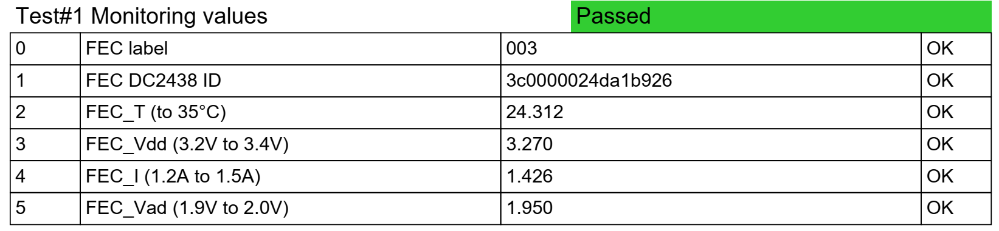 Test#1 Monitoring values Passed
0 FEC label 003 OK
1 FEC DC2438 ID 3c0000024da1b926 OK
2 FEC_T (to 35°C) 24.312 OK
3 FEC_Vdd (3.2V to 3.4V) 3.270 OK
4 FEC_I (1.2A to 1.5A) 1.426 OK
5 FEC_Vad (1.9V to 2.0V) 1.950 OK